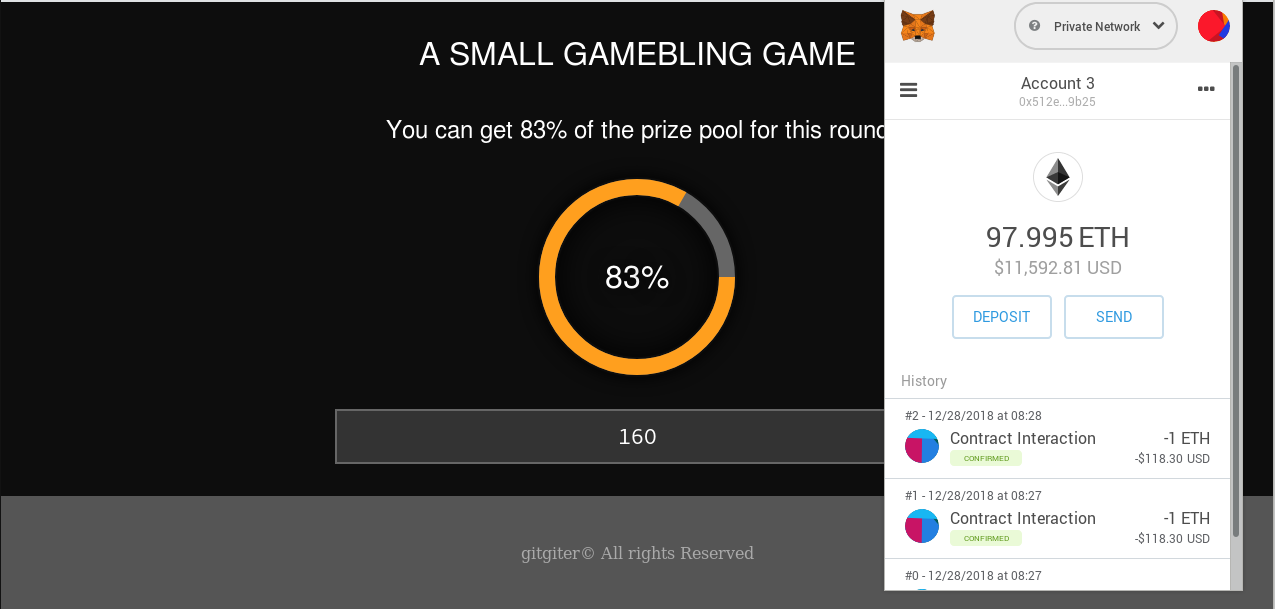 A SMALL GAMEBLING GAME
You can get 83% of the prize pool for this round
83%
160
gitgiter© All rights Reserved
? Private Network
Account 3
0x512e...9b25
97.995 ETH
$11,592.81 USD
DEPOSIT SEND
History
#2 - 12/28/2018 at 08:28
Contract Interaction -1 ETH
CONFIRMED -$118.30 USD
#1 - 12/28/2018 at 08:27
Contract Interaction -1 ETH
CONFIRMED -$118.30 USD
#0 - 12/28/2018 at 08:27